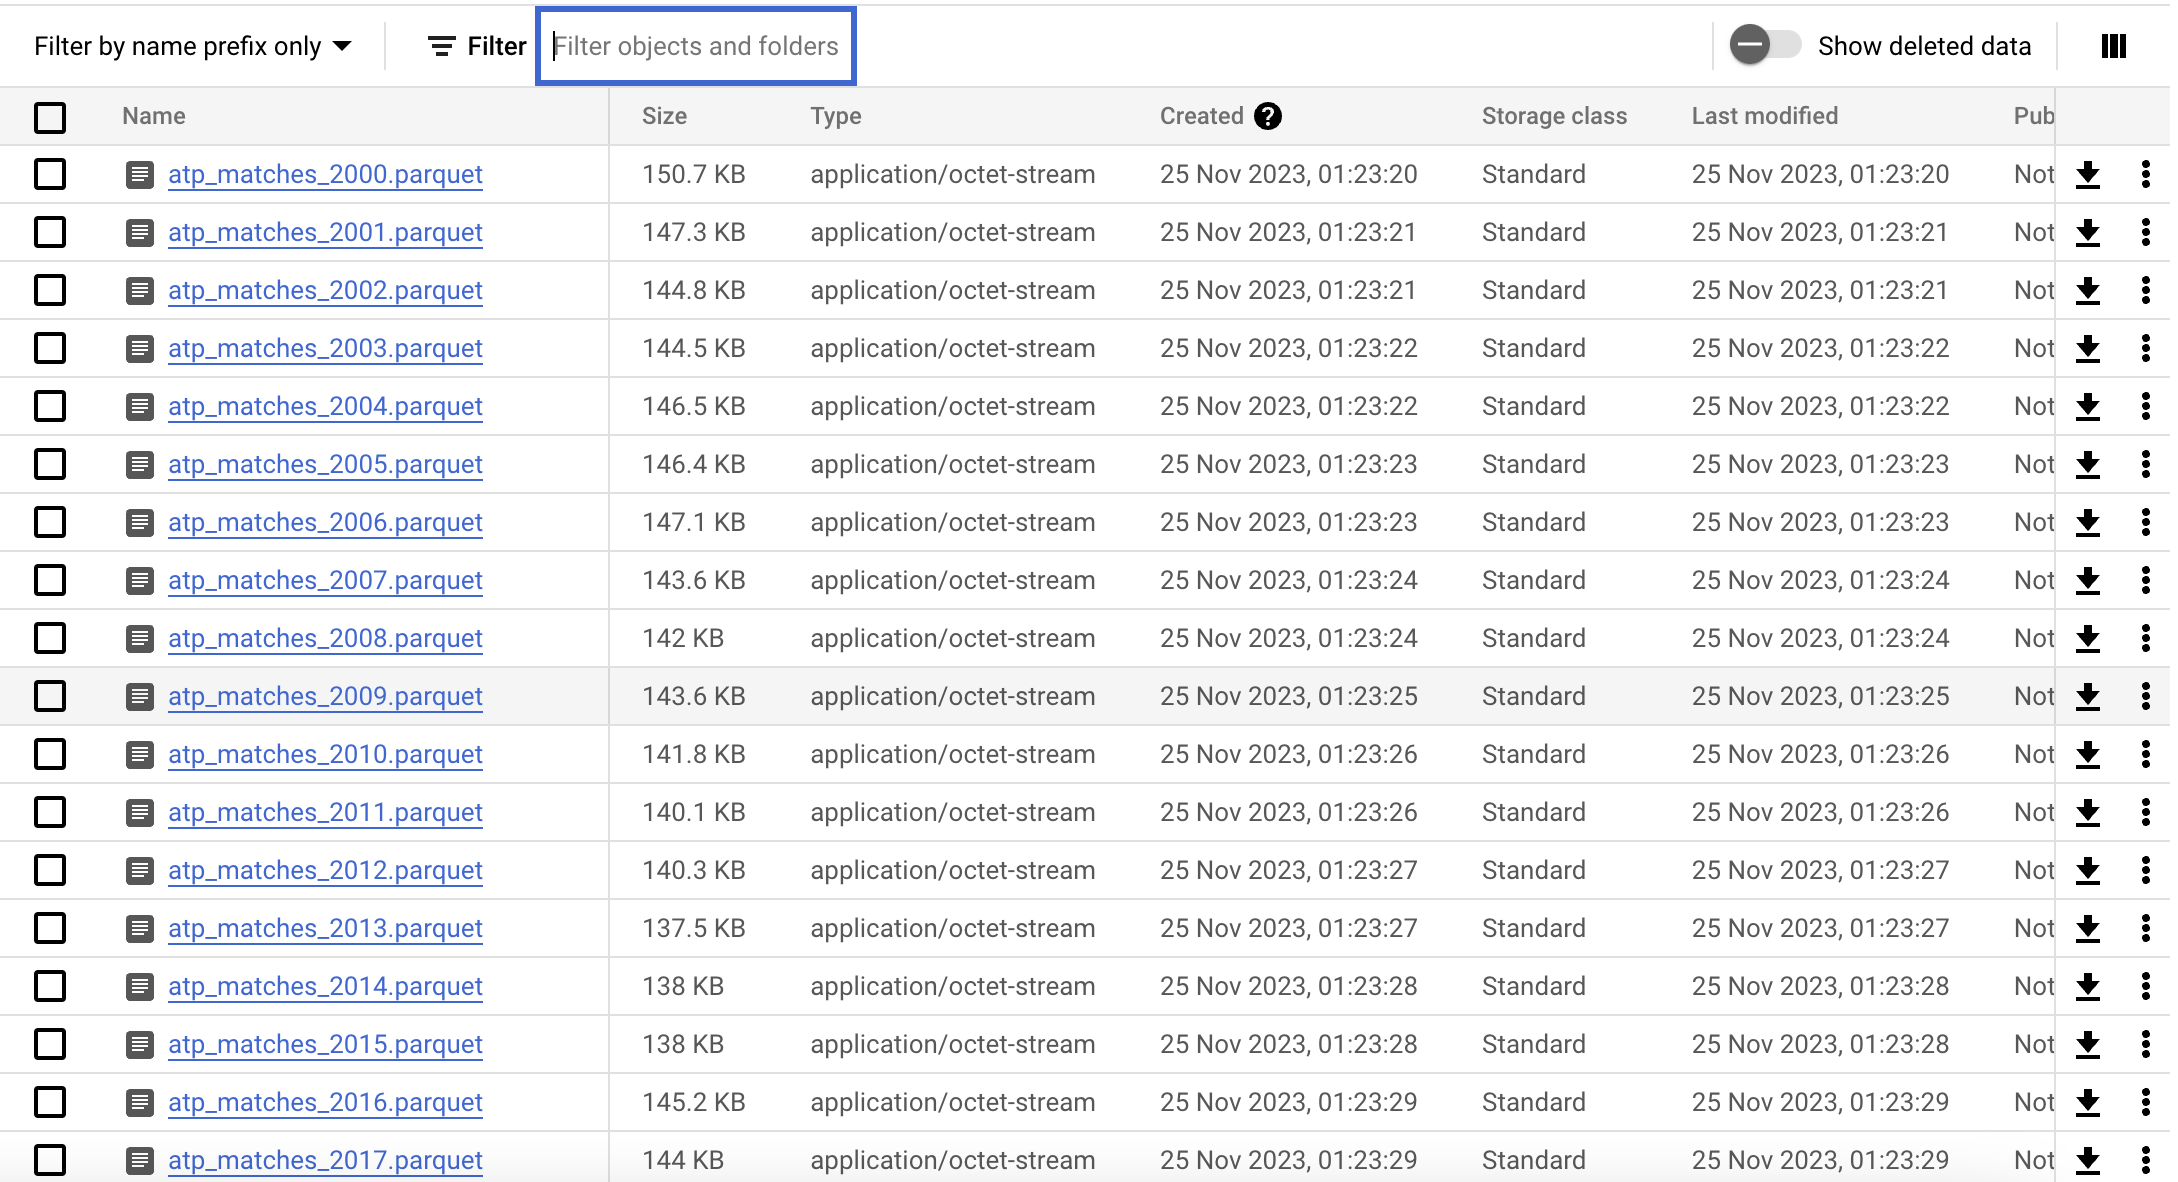 Filter by name prefix only Filter Filter objects and folders Show deleted data
Name Size Type Created ? Storage class Last modified Pub
atp_matches_2000.parquet 150.7 KB application/octet-stream 25 Nov 2023, 01:23:20 Standard 25 Nov 2023, 01:23:20 Not
atp_matches_2001.parquet 147.3 KB application/octet-stream 25 Nov 2023, 01:23:21 Standard 25 Nov 2023, 01:23:21 Not
atp_matches_2002.parquet 144.8 KB application/octet-stream 25 Nov 2023, 01:23:21 Standard 25 Nov 2023, 01:23:21 Not
atp_matches_2003.parquet 144.5 KB application/octet-stream 25 Nov 2023, 01:23:22 Standard 25 Nov 2023, 01:23:22 Not
atp_matches_2004.parquet 146.5 KB application/octet-stream 25 Nov 2023, 01:23:22 Standard 25 Nov 2023, 01:23:22 Not
atp_matches_2005.parquet 146.4 KB application/octet-stream 25 Nov 2023, 01:23:23 Standard 25 Nov 2023, 01:23:23 Not
atp_matches_2006.parquet 147.1 KB application/octet-stream 25 Nov 2023, 01:23:23 Standard 25 Nov 2023, 01:23:23 Not
atp_matches_2007.parquet 143.6 KB application/octet-stream 25 Nov 2023, 01:23:24 Standard 25 Nov 2023, 01:23:24 Not
atp_matches_2008.parquet 142 KB application/octet-stream 25 Nov 2023, 01:23:24 Standard 25 Nov 2023, 01:23:24 Not
atp_matches_2009.parquet 143.6 KB application/octet-stream 25 Nov 2023, 01:23:25 Standard 25 Nov 2023, 01:23:25 Not
atp_matches_2010.parquet 141.8 KB application/octet-stream 25 Nov 2023, 01:23:26 Standard 25 Nov 2023, 01:23:26 Not
atp_matches_2011.parquet 140.1 KB application/octet-stream 25 Nov 2023, 01:23:26 Standard 25 Nov 2023, 01:23:26 Not
atp_matches_2012.parquet 140.3 KB application/octet-stream 25 Nov 2023, 01:23:27 Standard 25 Nov 2023, 01:23:27 Not
atp_matches_2013.parquet 137.5 KB application/octet-stream 25 Nov 2023, 01:23:27 Standard 25 Nov 2023, 01:23:27 Not
atp_matches_2014.parquet 138 KB application/octet-stream 25 Nov 2023, 01:23:28 Standard 25 Nov 2023, 01:23:28 Not
atp_matches_2015.parquet 138 KB application/octet-stream 25 Nov 2023, 01:23:28 Standard 25 Nov 2023, 01:23:28 Not
atp_matches_2016.parquet 145.2 KB application/octet-stream 25 Nov 2023, 01:23:29 Standard 25 Nov 2023, 01:23:29 Not
atp_matches_2017.parquet 144 KB application/octet-stream 25 Nov 2023, 01:23:29 Standard 25 Nov 2023, 01:23:29 Not